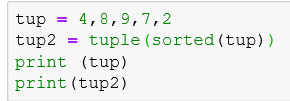 tup = 4,8,9,7,2
tup2 = tuple(sorted(tup))
print (tup)
print(tup2)